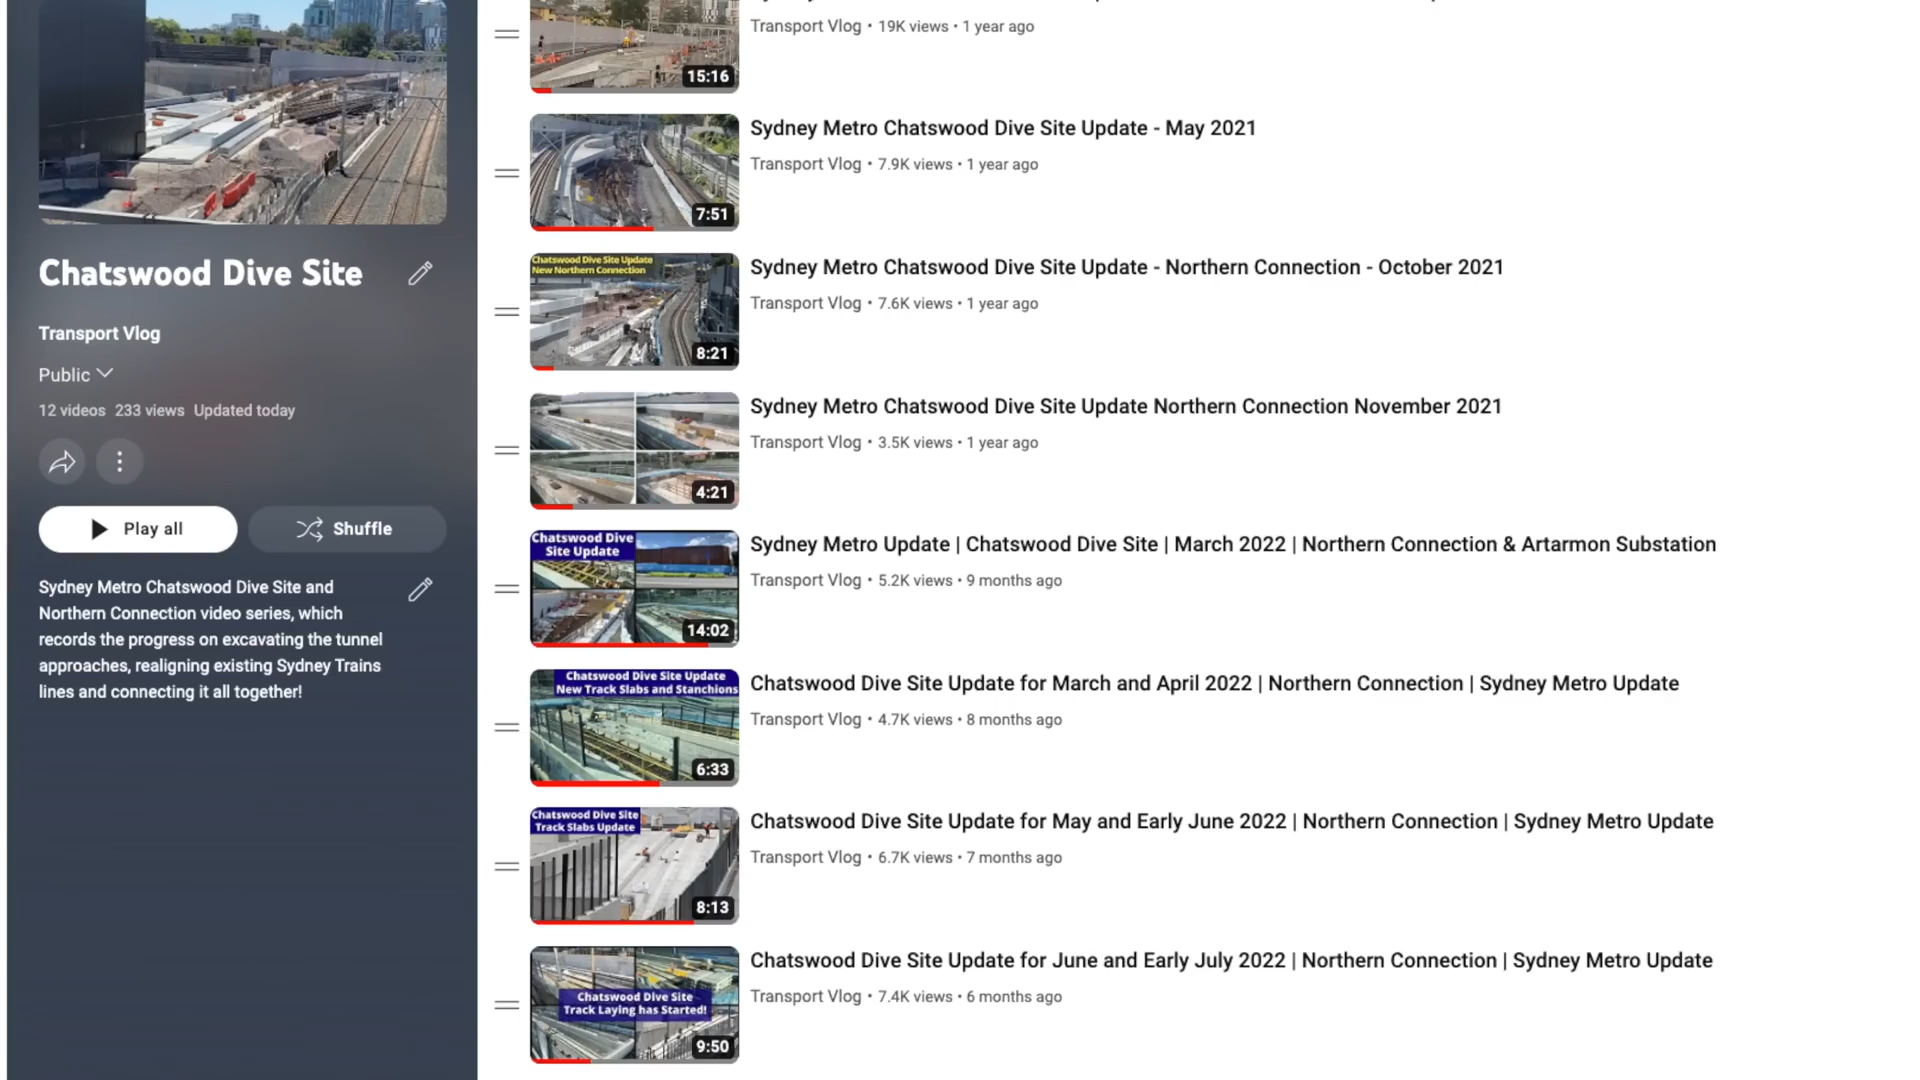 Transport Vlog • 19K views • 1 year ago
15:16
Sydney Metro Chatswood Dive Site Update - May 2021
Transport Vlog • 7.9K views • 1 year ago
7:51
Chatswood Dive Site Update
New Northern Connection
Sydney Metro Chatswood Dive Site Update - Northern Connection - October 2021
Transport Vlog • 7.6K views • 1 year ago
8:21
Sydney Metro Chatswood Dive Site Update Northern Connection November 2021
Transport Vlog • 3.5K views • 1 year ago
4:21
Chatswood Dive
Site Update
Sydney Metro Update | Chatswood Dive Site | March 2022 | Northern Connection & Artarmon Substation
Transport Vlog • 5.2K views • 9 months ago
14:02
Chatswood Dive Site Update
New Track Slabs and Stanchions
Chatswood Dive Site Update for March and April 2022 | Northern Connection | Sydney Metro Update
Transport Vlog • 4.7K views • 8 months ago
6:33
Chatswood Dive Site
Track Slabs Update
Chatswood Dive Site Update for May and Early June 2022 | Northern Connection | Sydney Metro Update
Transport Vlog • 6.7K views • 7 months ago
8:13
Chatswood Dive Site Update for June and Early July 2022 | Northern Connection | Sydney Metro Update
Transport Vlog • 7.4K views • 6 months ago
Chatswood Dive Site
Track Laying has Started!
9:50
Chatswood Dive Site
Transport Vlog
Public
12 videos 233 views Updated today
Play all
Shuffle
Sydney Metro Chatswood Dive Site and
Northern Connection video series, which
records the progress on excavating the tunnel
approaches, realigning existing Sydney Trains
lines and connecting it all together!